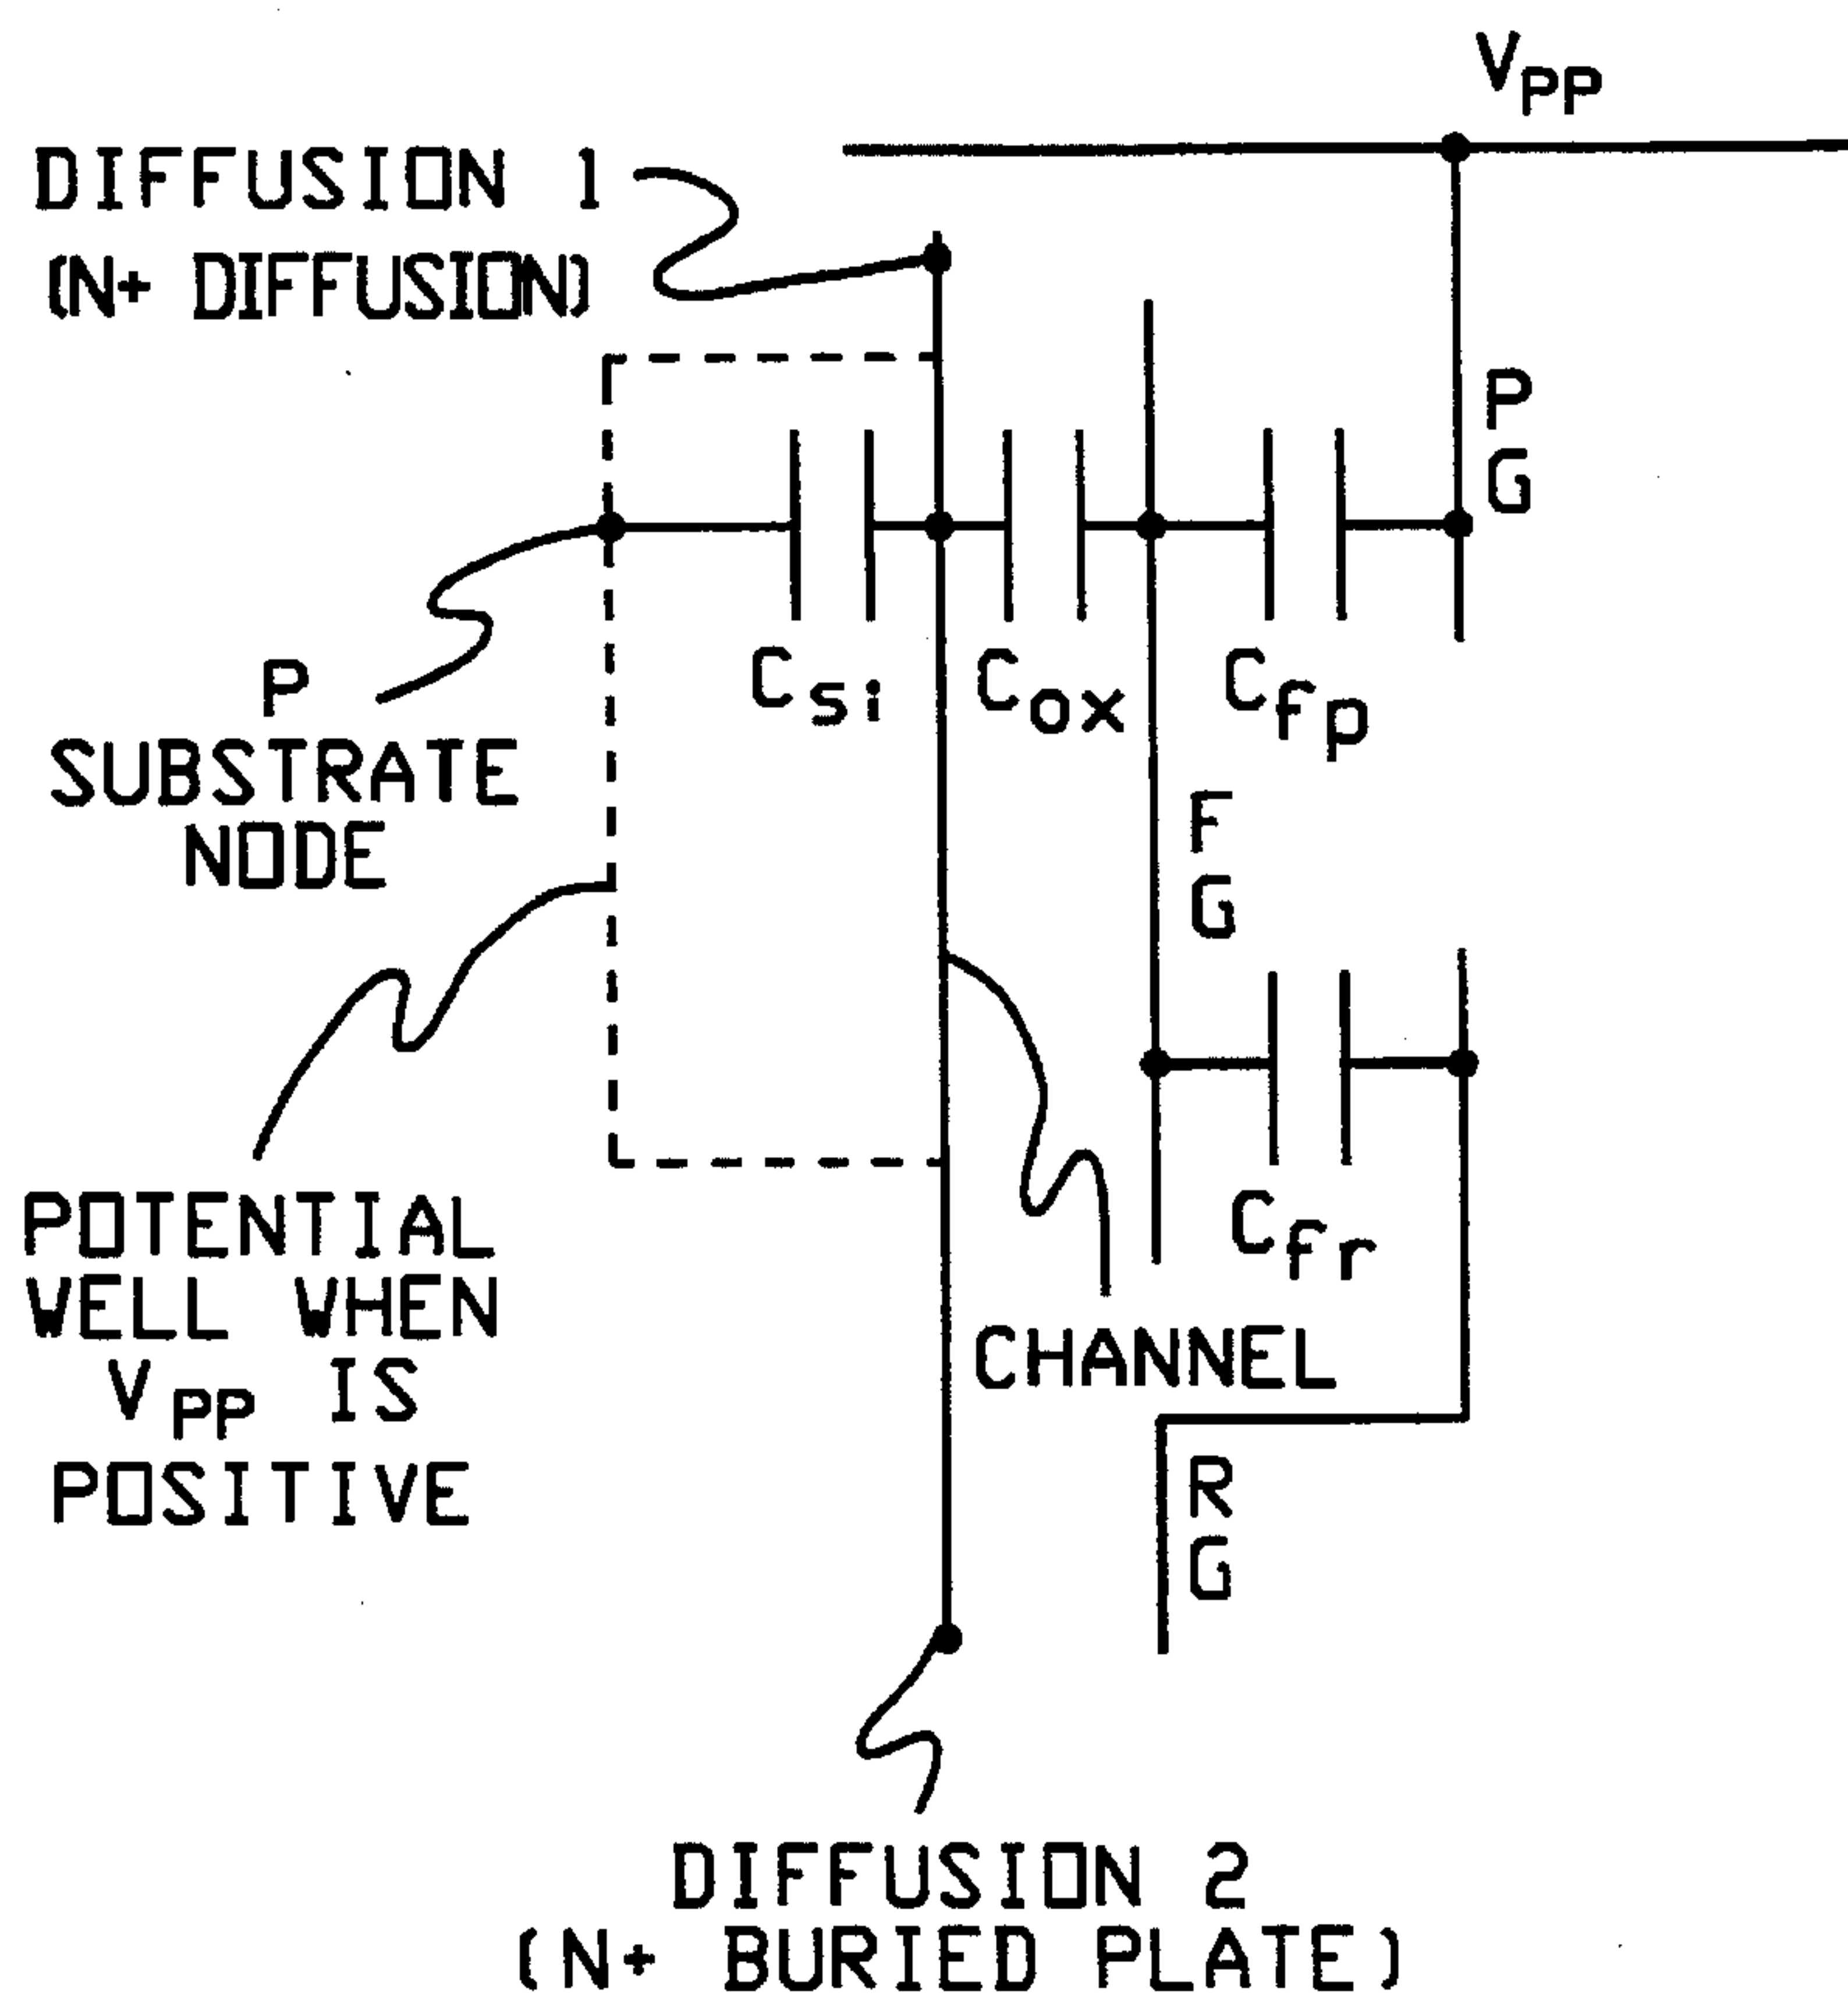 V_PP
DIFFUSION 1
(N+ DIFFUSION)
P
G
P
SUBSTRATE
NODE
C_si
C_ox
C_fp
F
G
POTENTIAL
WELL WHEN
V_PP IS
POSITIVE
C_fr
CHANNEL
R
G
DIFFUSION 2
(N+ BURIED PLATE)